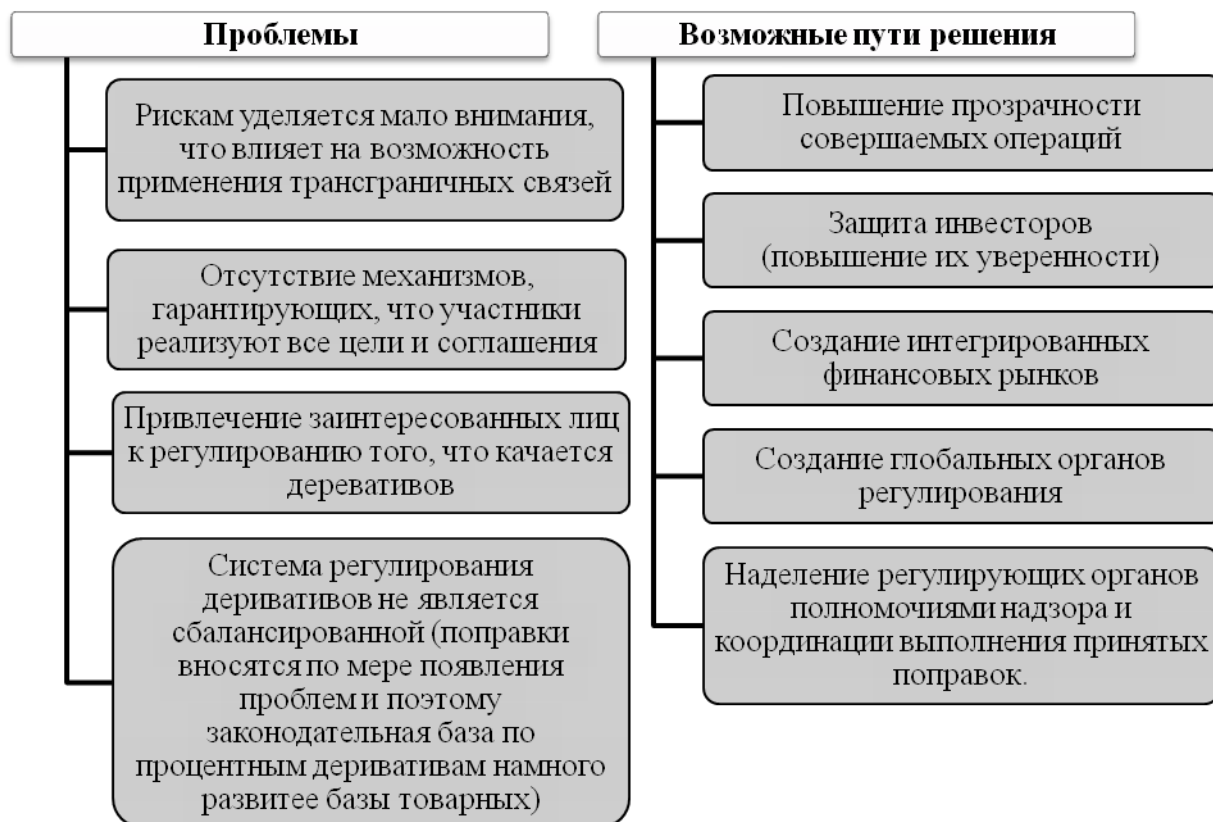 Проблемы
Рискам уделяется мало внимания,
что влияет на возможность
применения трансграничных связей
Отсутствие механизмов,
гарантирующих, что участники
реализуют все цели и соглашения
Привлечение заинтересованных лиц
к регулированию того, что качается
деревативов
Система регулирования
деривативов не является
сбалансированной (поправки
вносятся по мере появления
проблем и поэтому
законодательная база по
процентным деривативам намного
развитее базы товарных)
Возможные пути решения
Повышение прозрачности
совершаемых операций
Защита инвесторов
(повышение их уверенности)
Создание интегрированных
финансовых рынков
Создание глобальных органов
регулирования
Наделение регулирующих органов
полномочиями надзора и
координации выполнения принятых
поправок.